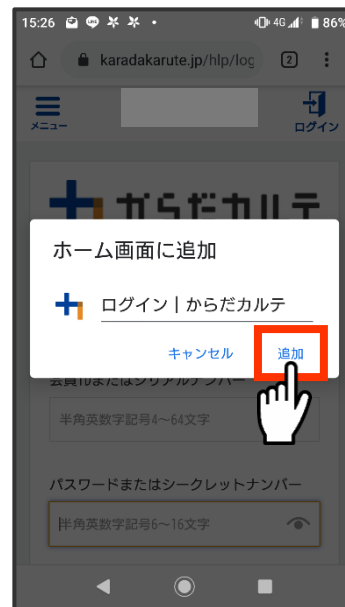 15:26 4G 86%
karadakarute.jp/hlp/log 2
メニュー ログイン
からだカルテ
ホーム画面に追加
ログイン | からだカルテ
キャンセル 追加
会員IDまたはシリアルナンバー
半角英数字記号4~64文字
パスワードまたはシークレットナンバー
半角英数字記号6~16文字